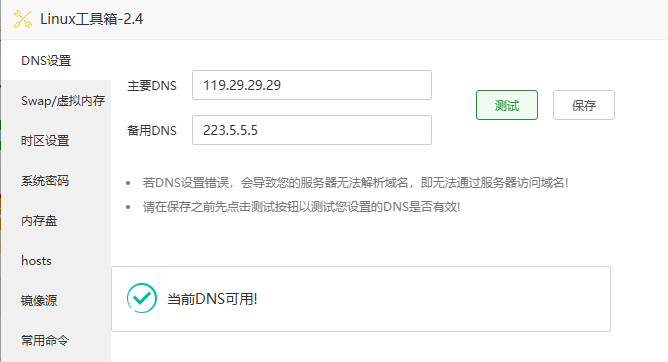 Linux工具箱-2.4
DNS设置
Swap/虚拟内存
时区设置
系统密码
内存盘
hosts
镜像源
常用命令
主要DNS 119.29.29.29
备用DNS 223.5.5.5
测试 保存
若DNS设置错误，会导致您的服务器无法解析域名，即无法通过服务器访问域名!
请在保存之前先点击测试按钮以测试您设置的DNS是否有效!
当前DNS可用!